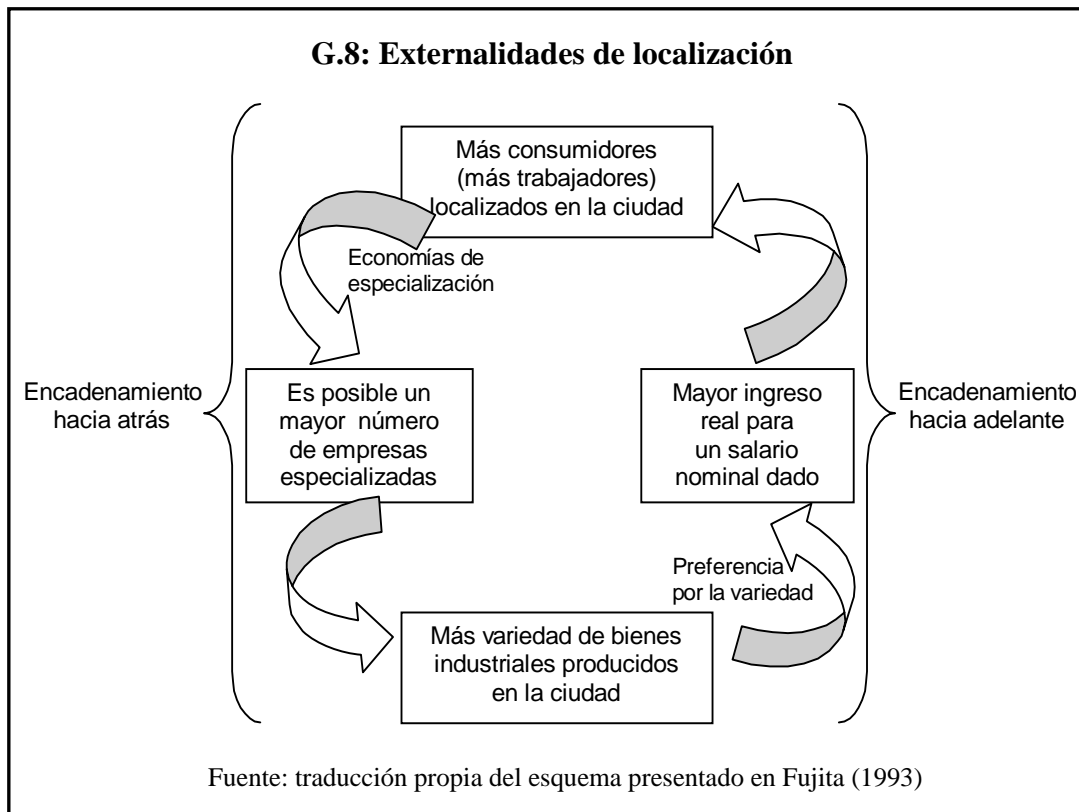 G.8: Externalidades de localización
Más consumidores
(más trabajadores)
localizados en la ciudad
Economías de
especialización
Encadenamiento
hacia atrás
Es posible un
mayor número
de empresas
especializadas
Mayor ingreso
real para
un salario
nominal dado
Encadenamiento
hacia adelante
Preferencia
por la variedad
Más variedad de bienes
industriales producidos
en la ciudad
Fuente: traducción propia del esquema presentado en Fujita (1993)